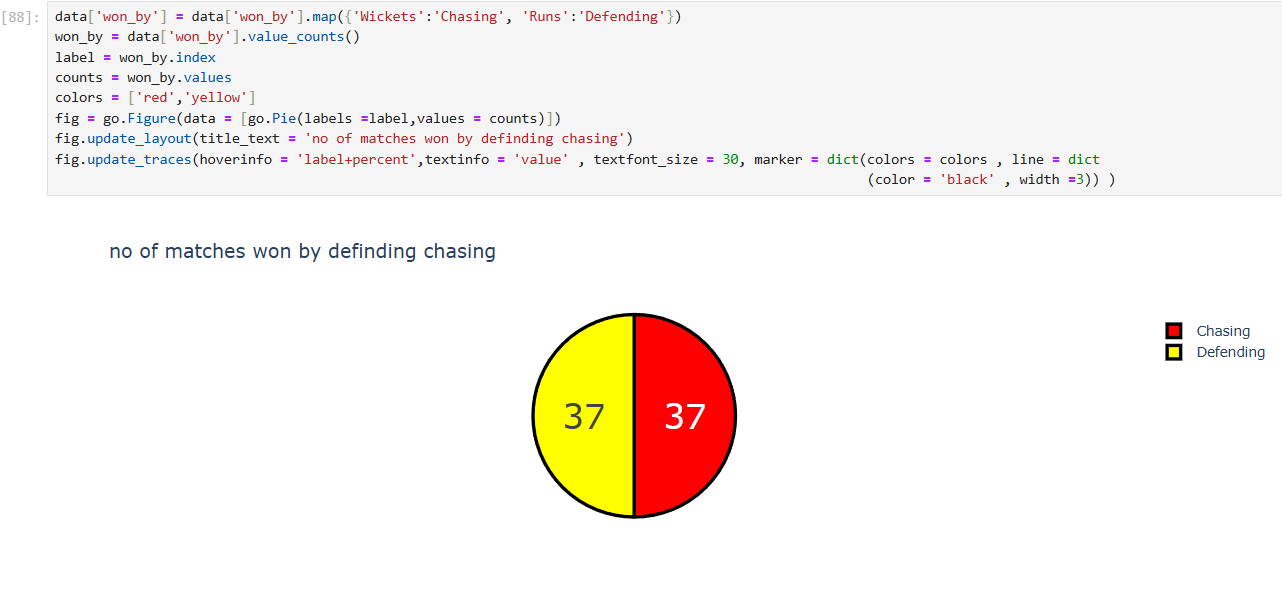 [88]:
data['won_by'] = data['won_by'].map({'Wickets':'Chasing', 'Runs':'Defending'})
won_by = data['won_by'].value_counts()
label = won_by.index
counts = won_by.values
colors = ['red','yellow']
fig = go.Figure(data = [go.Pie(labels =label,values = counts)])
fig.update_layout(title_text = 'no of matches won by definding chasing')
fig.update_traces(hoverinfo = 'label+percent',textinfo = 'value' , textfont_size = 30, marker = dict(colors = colors , line = dict
(color = 'black' , width =3)) )
no of matches won by definding chasing
Chasing
Defending
37 37